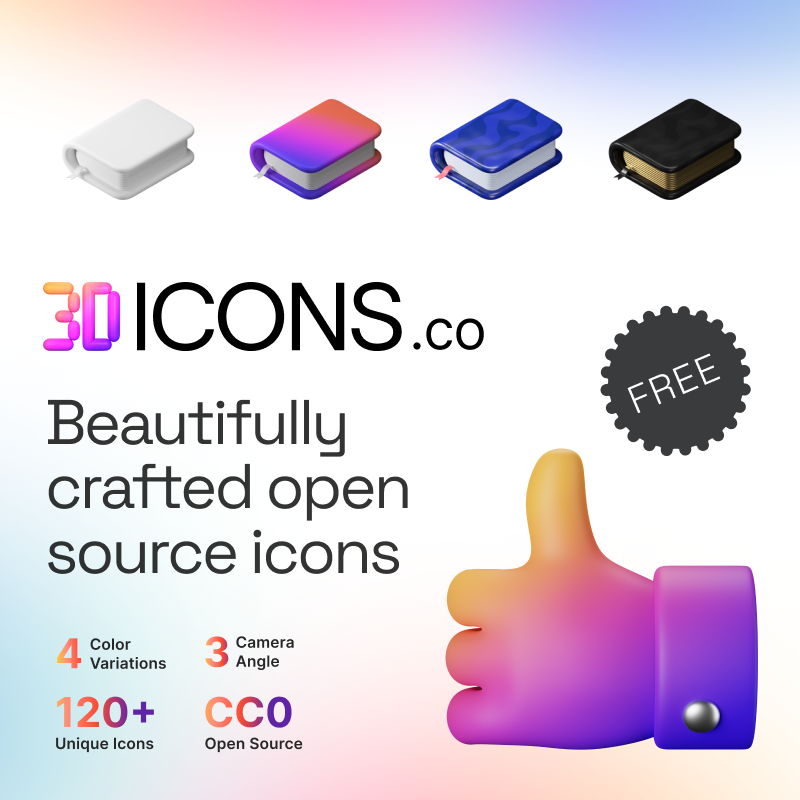 3D ICONS.co
FREE
Beautifully
crafted open
source icons
4 Color
Variations
3 Camera
Angle
120+
Unique Icons
CC0
Open Source